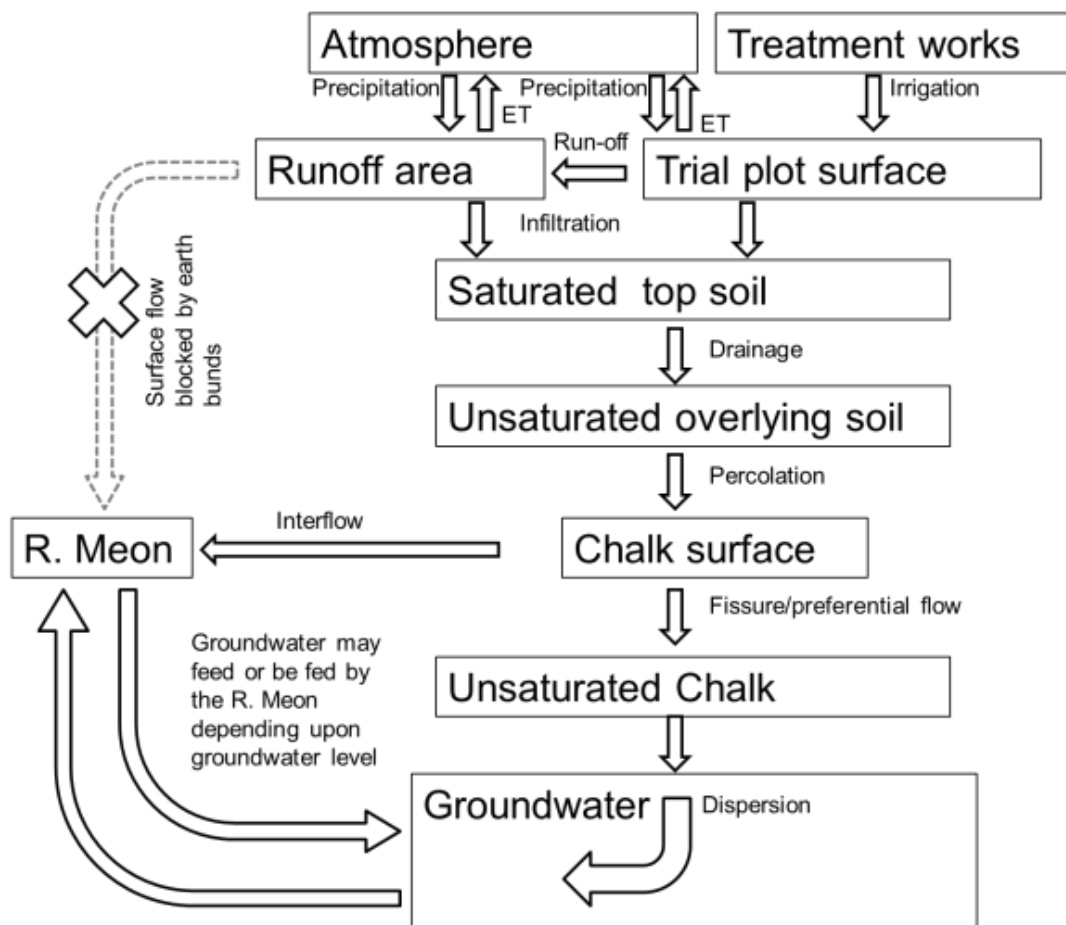 Atmosphere
Treatment works
Precipitation
ET
Precipitation
ET
Irrigation
Run-off
Runoff area
Trial plot surface
Infiltration
Surface flow
blocked by earth
bunds
Saturated top soil
Drainage
Unsaturated overlying soil
Percolation
R. Meon
Interflow
Chalk surface
Fissure/preferential flow
Groundwater may
feed or be fed by
the R. Meon
depending upon
groundwater level
Unsaturated Chalk
Groundwater
Dispersion